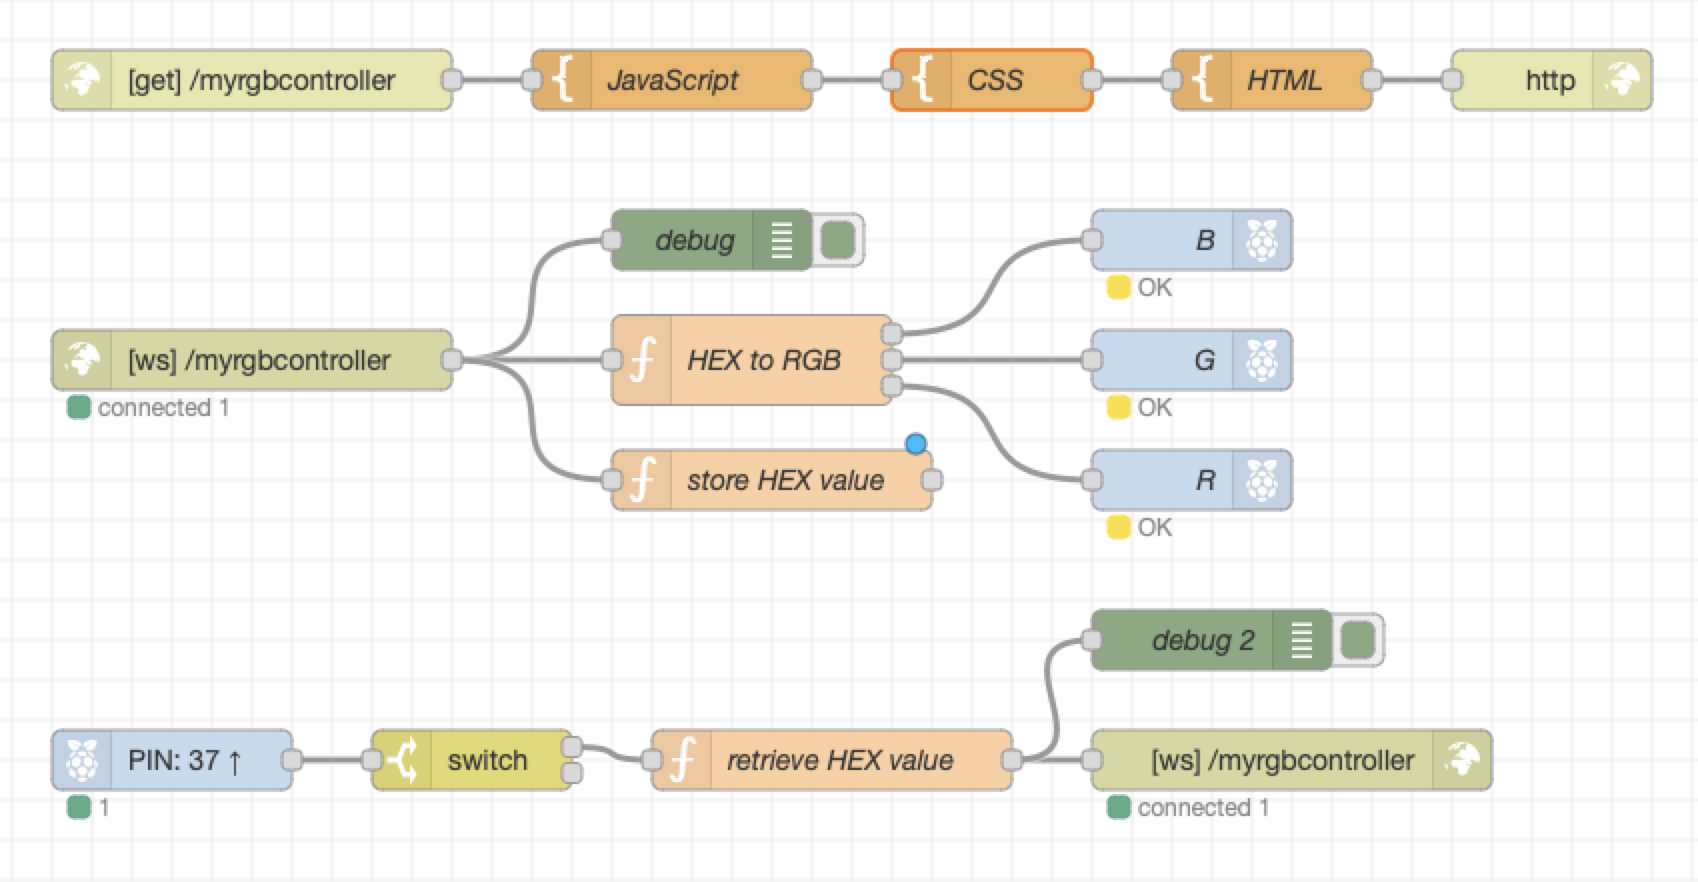 [get] /myrgbcontroller
JavaScript
CSS
HTML
http
debug
B
OK
[ws] /myrgbcontroller
connected 1
HEX to RGB
G
OK
store HEX value
R
OK
debug 2
PIN: 37 ↑
1
switch
retrieve HEX value
[ws] /myrgbcontroller
connected 1